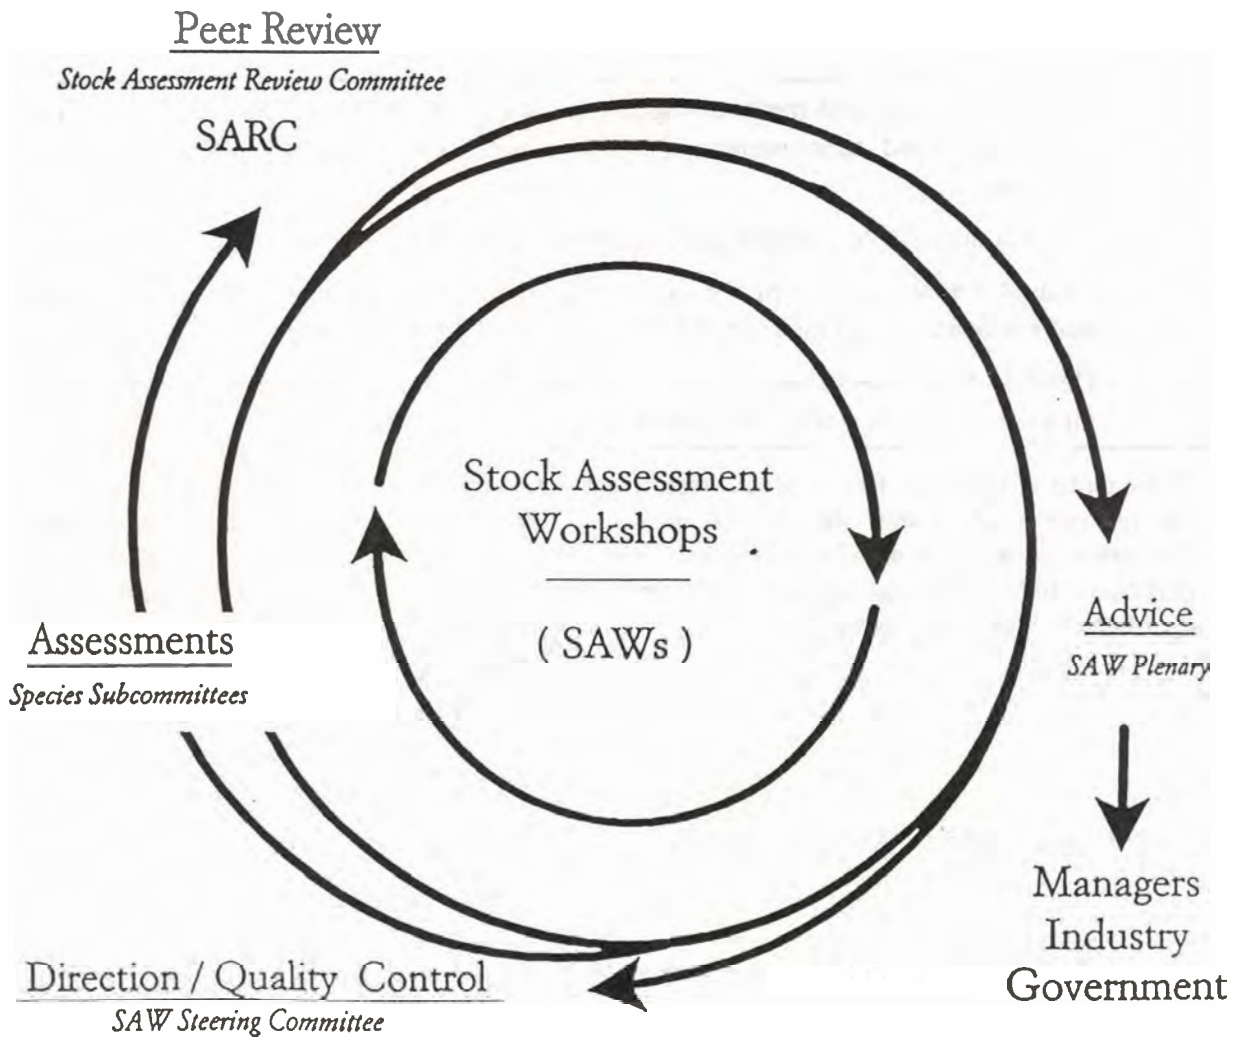 Peer Review
Stock Assessment Review Committee
SARC
Stock Assessment
Workshops
( SAWs )
Advice
SAW Plenary
Assessments
Species Subcommittees
Managers
Industry
Government
Direction / Quality Control
SAW Steering Committee